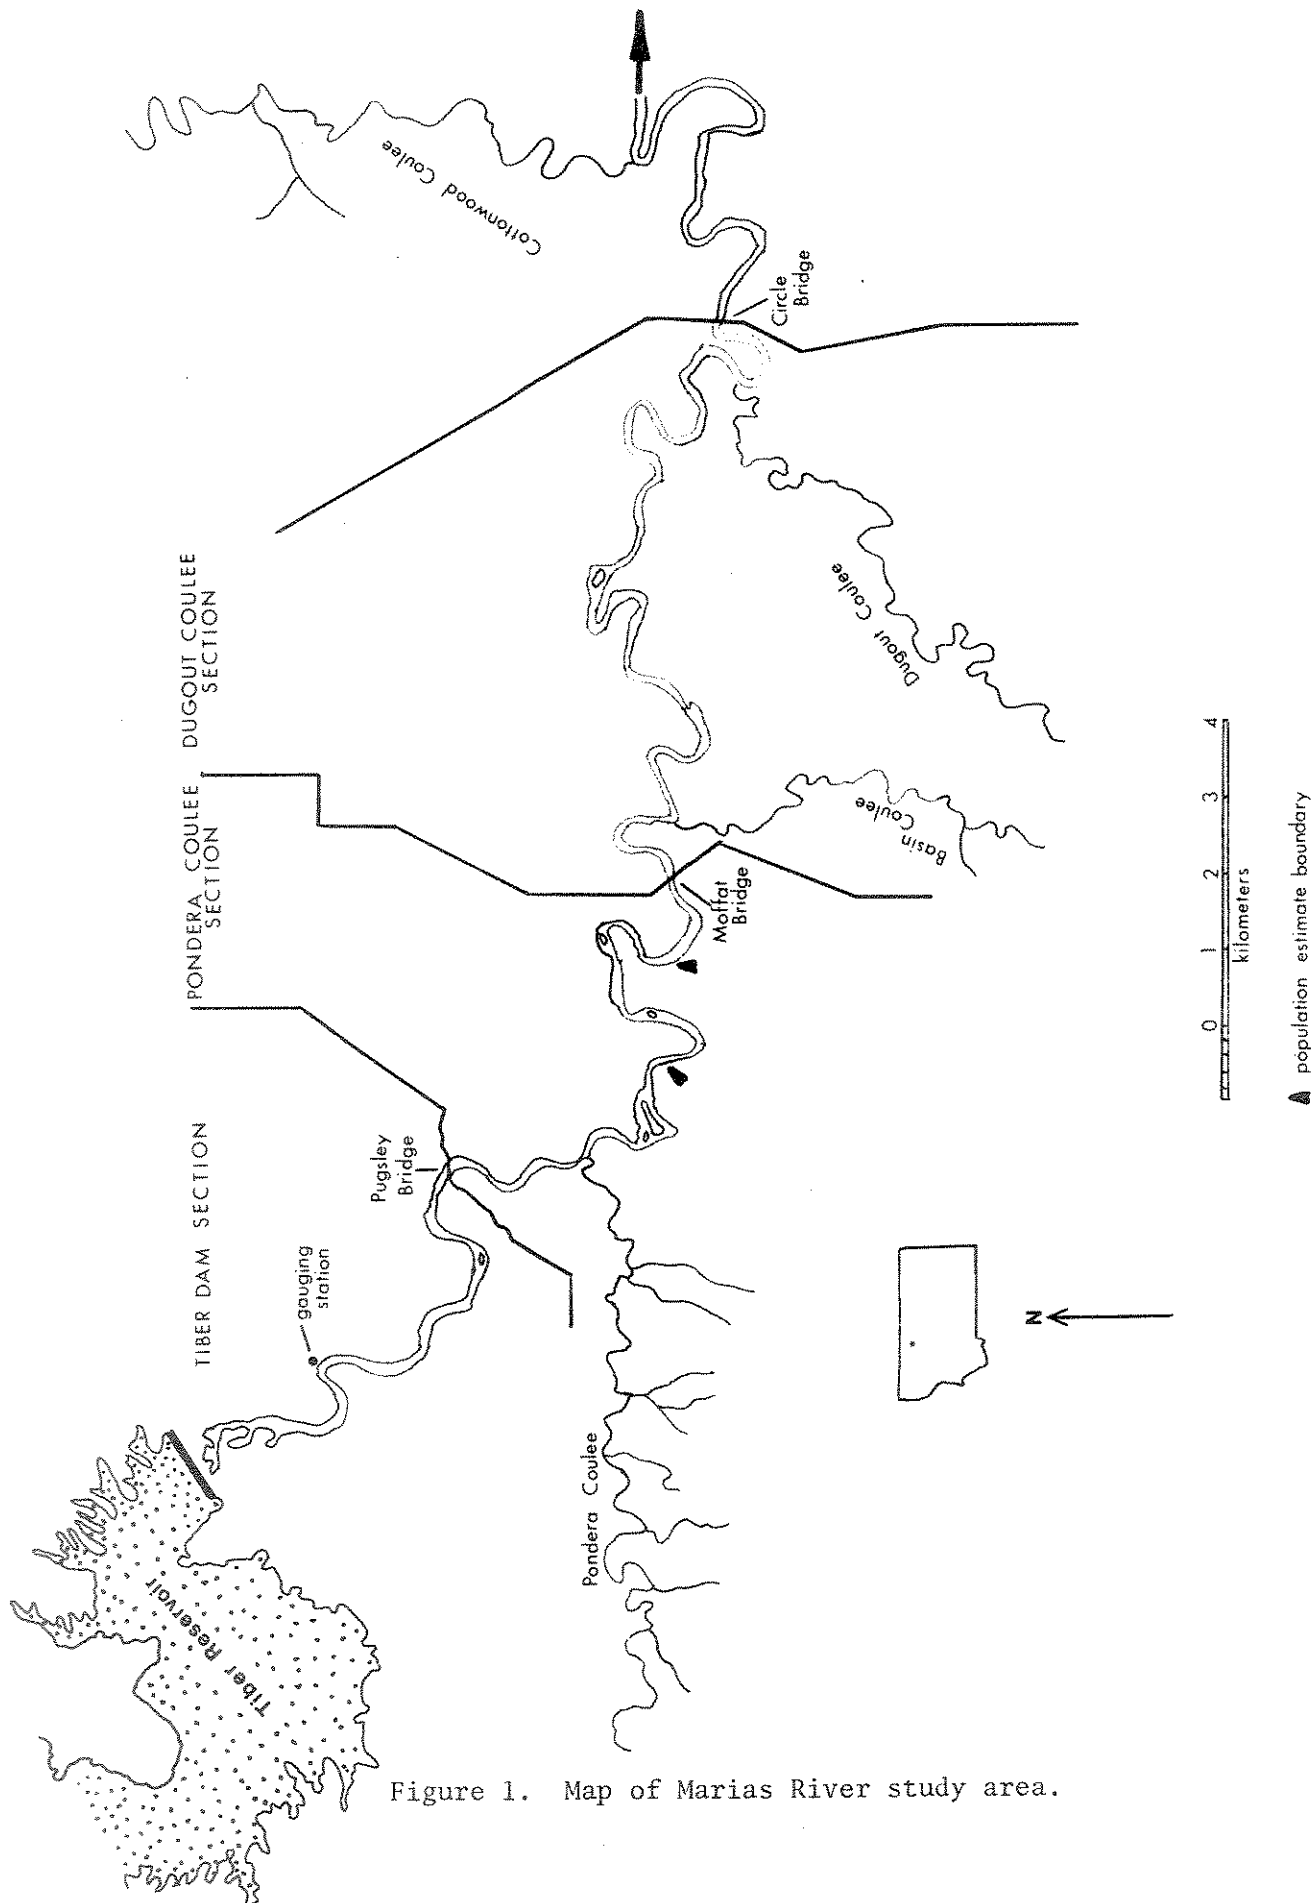 TIBER DAM SECTION
PONDERA COULEE
SECTION
DUGOUT COULEE
SECTION
Tiber Reservoir
gauging
station
Pugsley
Bridge
Pondera Coulee
Moffat
Bridge
Basin
Coulee
Dugout Coulee
Circle
Bridge
Cottonwood Coulee
N
0 1 2 3 4
kilometers
population estimate boundary
Figure 1. Map of Marias River study area.